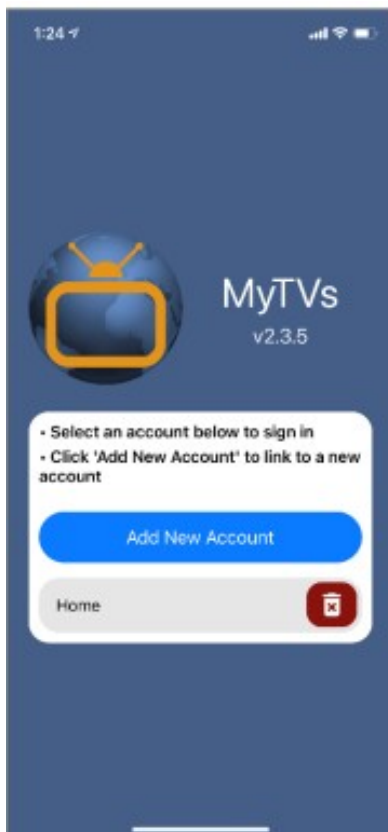 1:24
MyTVs
v2.3.5
- Select an account below to sign in
- Click 'Add New Account' to link to a new
account
Add New Account
Home